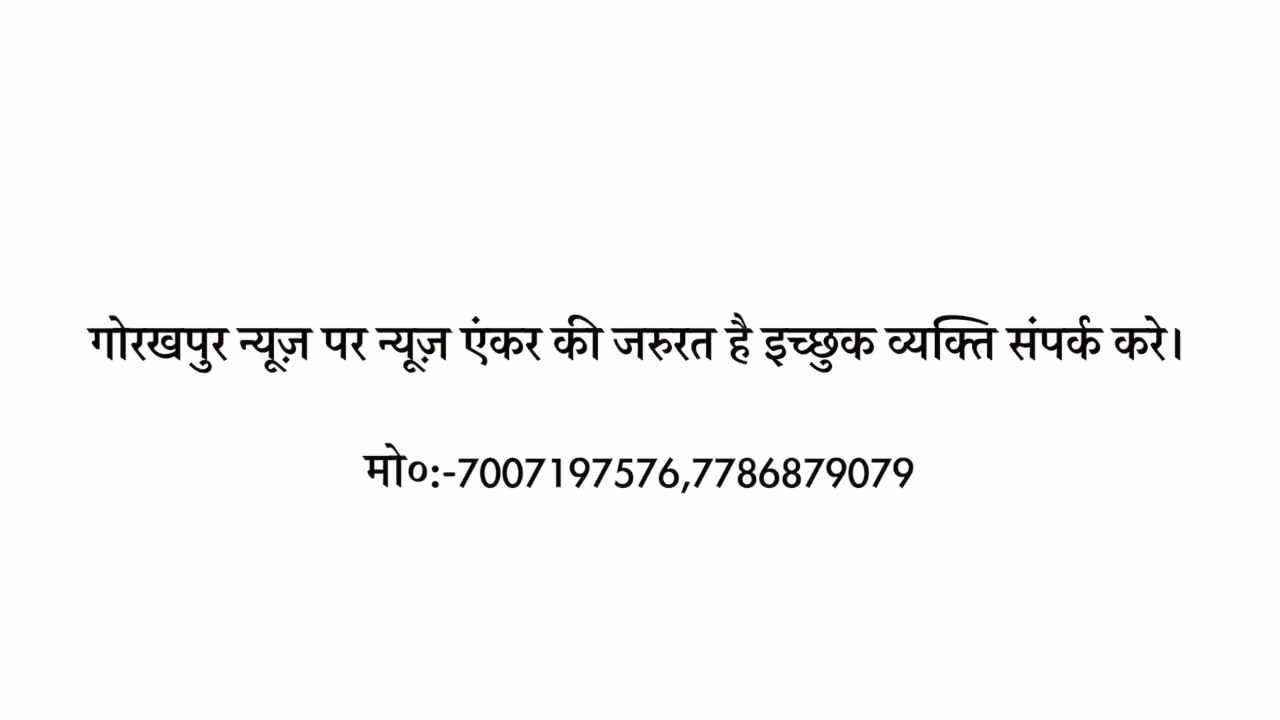 गोरखपुर न्यूज़ पर न्यूज़ एंकर की जरुरत है इच्छुक व्यक्ति संपर्क करे।
मो०:-7007197576,7786879079